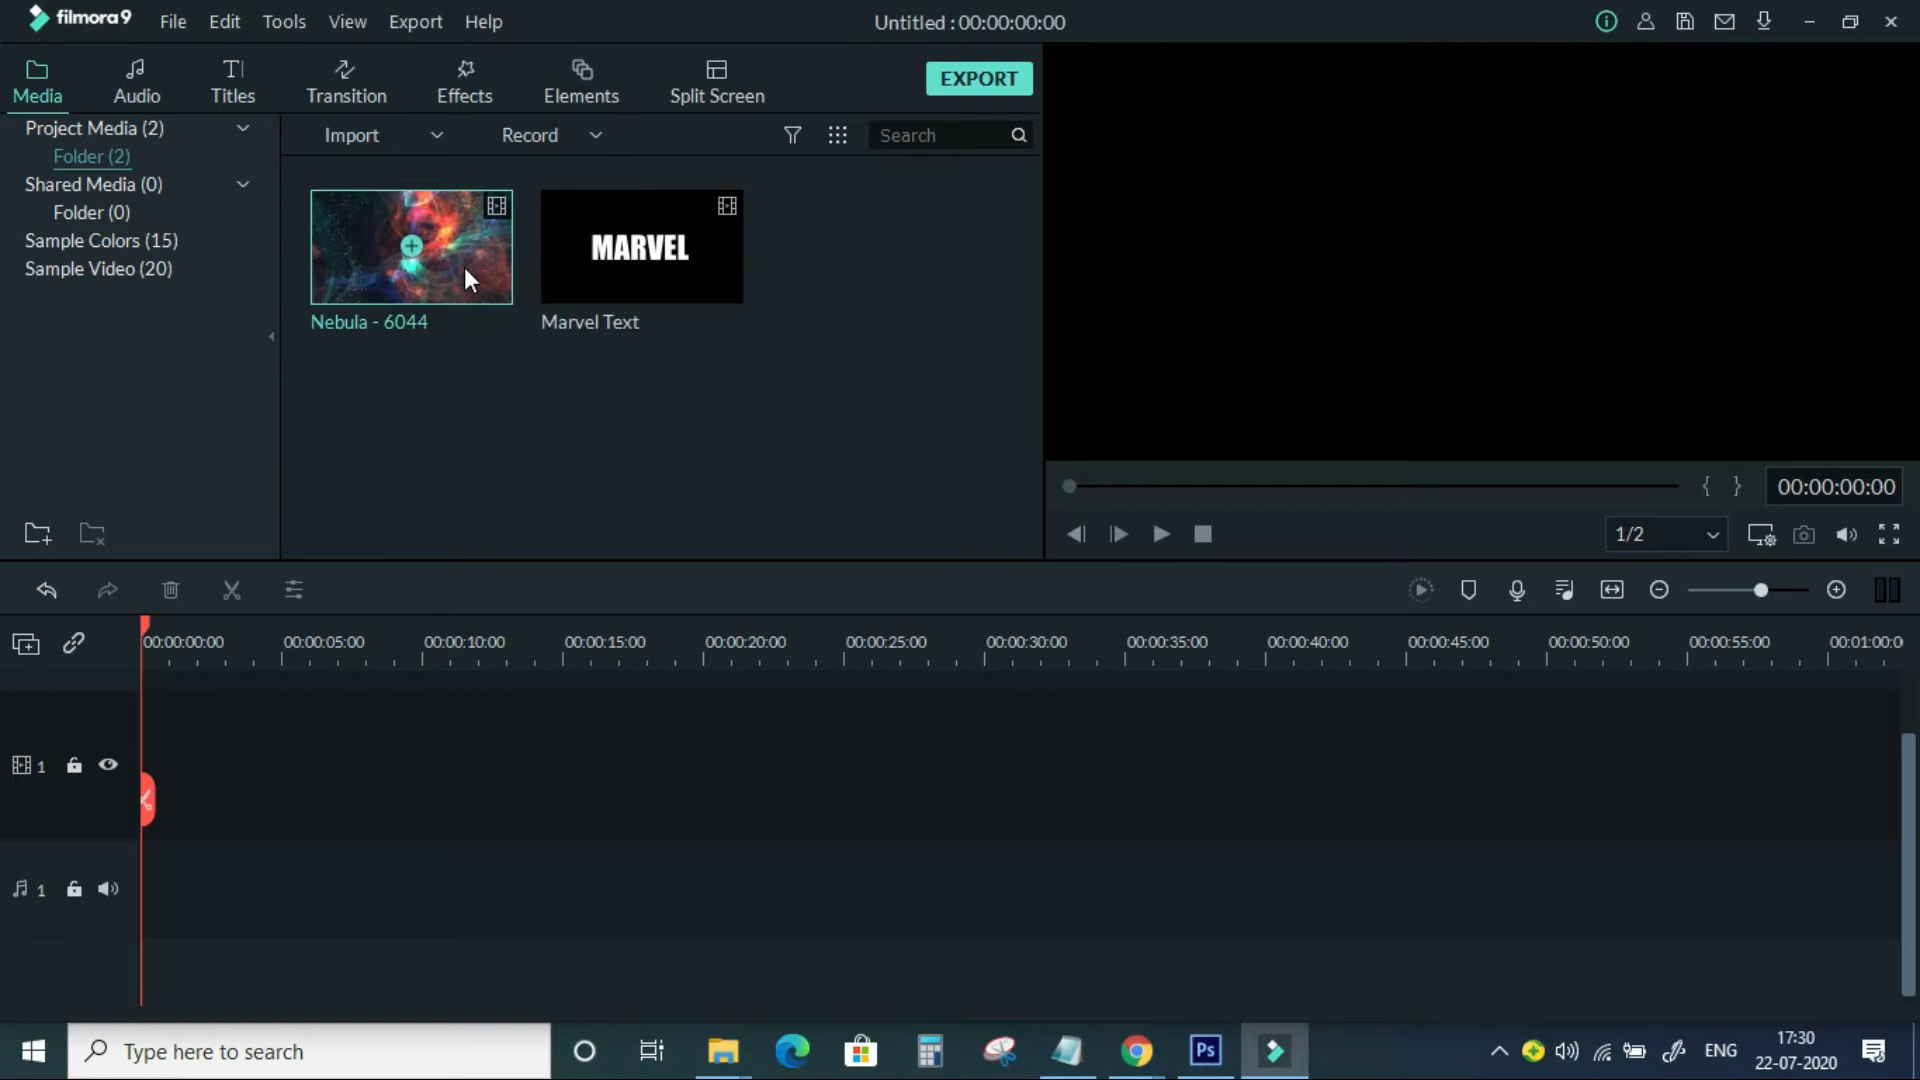 filmora9 File Edit Tools View Export Help Untitled : 00:00:00:00
Media Audio Titles Transition Effects Elements Split Screen EXPORT
Project Media (2)
Folder (2)
Shared Media (0)
Folder (0)
Sample Colors (15)
Sample Video (20)
Import Record Search
MARVEL
Nebula - 6044 Marvel Text
{ } 00:00:00:00
1/2
00:00:00:00 00:00:05:00 00:00:10:00 00:00:15:00 00:00:20:00 00:00:25:00 00:00:30:00 00:00:35:00 00:00:40:00 00:00:45:00 00:00:50:00 00:00:55:00 00:01:00:0
1
1
Type here to search
Ps
ENG
17:30
22-07-2020